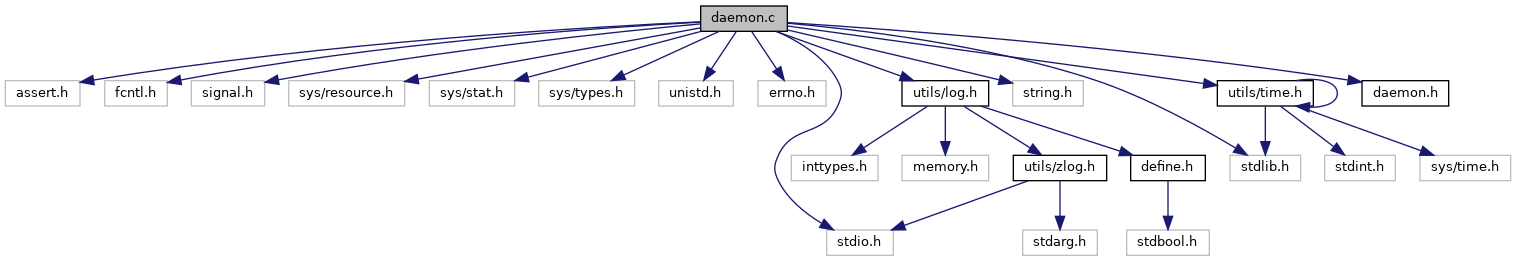 daemon.c
assert.h
fcntl.h
signal.h
sys/resource.h
sys/stat.h
sys/types.h
unistd.h
errno.h
utils/log.h
string.h
utils/time.h
daemon.h
inttypes.h
memory.h
utils/zlog.h
define.h
stdlib.h
stdint.h
sys/time.h
stdio.h
stdarg.h
stdbool.h